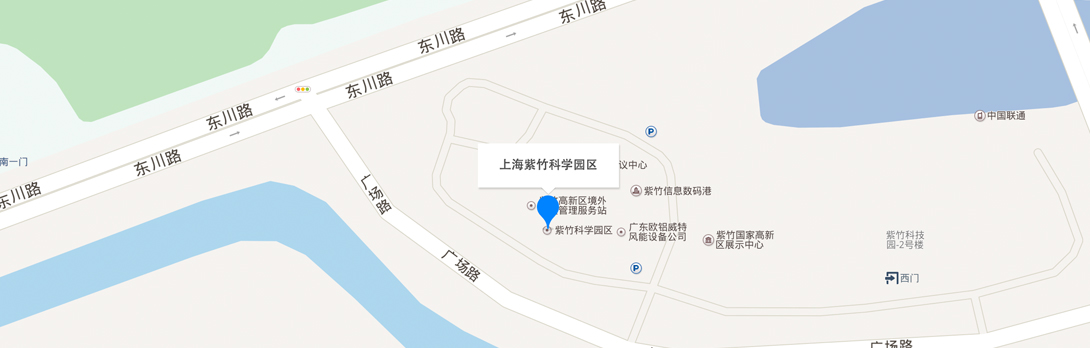 东川路
东川路
东川路
东川路
东川路
东川路
南一门
中国联通
上海紫竹科学园区
议中心
紫竹信息数码港
广场路
高新区境外
管理服务站
紫竹科学园区
广东欧铝威特
风能设备公司
紫竹国家高新
区展示中心
紫竹科技
园-2号楼
西门
广场路
广场路
P
P